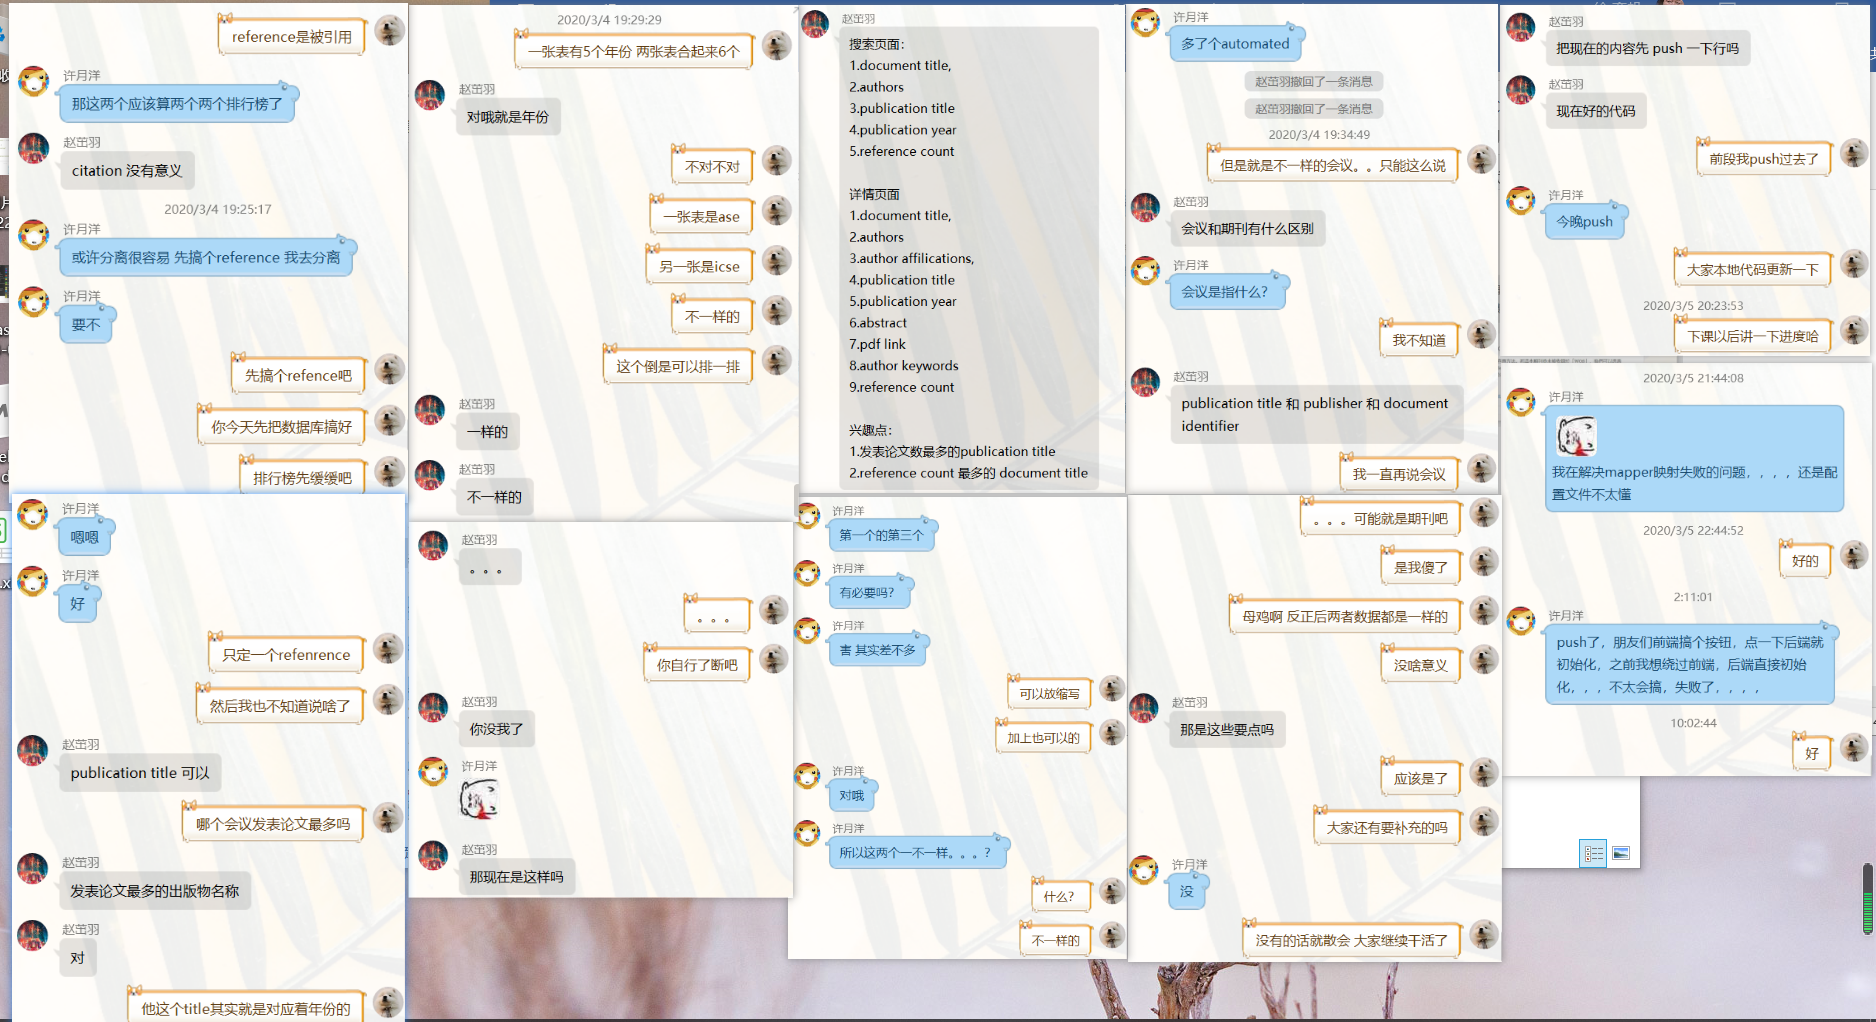 reference是被引用
许月洋
那这两个应该算两个两个排行榜了
赵茁羽
citation 没有意义
2020/3/4 19:25:17
许月洋
或许分离很容易 先搞个reference 我去分离
许月洋
要不
先搞个refence吧
你今天先把数据库搞好
排行榜先缓缓吧
许月洋
嗯嗯
许月洋
好
只定一个refenrence
然后我也不知道说啥了
赵茁羽
publication title 可以
哪个会议发表论文最多吗
赵茁羽
发表论文最多的出版物名称
赵茁羽
对
他这个title其实就是对应着年份的
2020/3/4 19:29:29
一张表有5个年份 两张表合起来6个
赵茁羽
对哦就是年份
不对不对
一张表是ase
另一张是icse
不一样的
这个倒是可以排一排
赵茁羽
一样的
赵茁羽
不一样的
赵茁羽
。。。
。。。
你自行了断吧
赵茁羽
你没我了
许月洋
赵茁羽
那现在是这样吗
赵茁羽
搜索页面：
1.document title,
2.authors
3.publication title
4.publication year
5.reference count
详情页面
1.document title,
2.authors
3.author affilications,
4.publication title
5.publication year
6.abstract
7.pdf link
8.author keywords
9.reference count
兴趣点：
1.发表论文数最多的publication title
2.reference count 最多的 document title
许月洋
第一个的第三个
许月洋
有必要吗？
许月洋
害 其实差不多
可以放缩写
加上也可以的
许月洋
对哦
许月洋
所以这两个一不一样。。。？
什么？
不一样的
许月洋
多了个automated
赵茁羽撤回了一条消息
赵茁羽撤回了一条消息
2020/3/4 19:34:49
但是就是不一样的会议。。只能这么说
赵茁羽
会议和期刊有什么区别
许月洋
会议是指什么？
我不知道
赵茁羽
publication title 和 publisher 和 document
identifier
我一直再说会议
。。。可能就是期刊吧
是我傻了
母鸡啊 反正后两者数据都是一样的
没啥意义
赵茁羽
那是这些要点吗
应该是了
大家还有要补充的吗
许月洋
没
没有的话就散会 大家继续干活了
赵茁羽
把现在的内容先 push 一下行吗
赵茁羽
现在好的代码
前段我push过去了
许月洋
今晚push
大家本地代码更新一下
2020/3/5 20:23:53
下课以后讲一下进度哈
2020/3/5 21:44:08
许月洋
我在解决mapper映射失败的问题，，，，还是配
置文件不太懂
2020/3/5 22:44:52
好的
2:11:01
许月洋
push了，朋友们前端搞个按钮，点一下后端就
初始化，之前我想绕过前端，后端直接初始
化，，，不太会搞，失败了，，，，
10:02:44
好